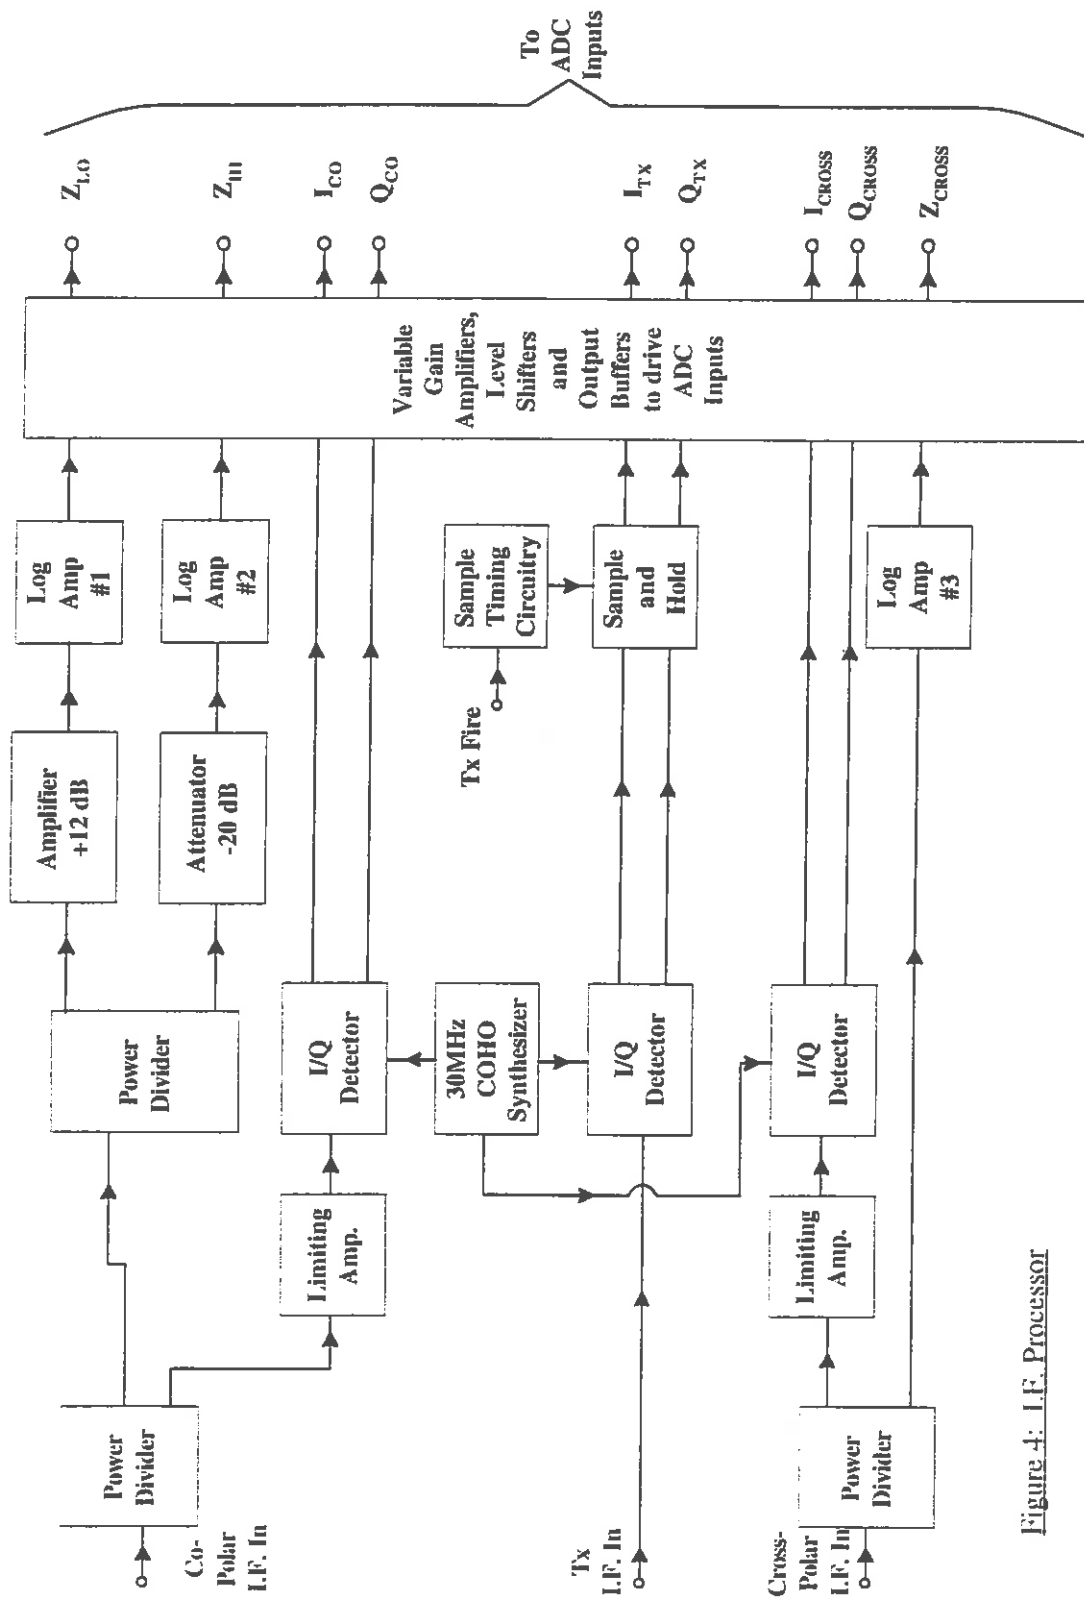 To
ADC
Inputs
Z_LO
Z_HI
I_CO
Q_CO
I_TX
Q_TX
I_CROSS
Q_CROSS
Z_CROSS
Variable
Gain
Amplifiers,
Level
Shifters
and
Output
Buffers
to drive
ADC
Inputs
Log
Amp
#1
Log
Amp
#2
Sample
Timing
Circuitry
Sample
and
Hold
Log
Amp
#3
Tx Fire
Amplifier
+12 dB
Attenuator
-20 dB
Power
Divider
I/Q
Detector
30MHz
COHO
Synthesizer
I/Q
Detector
I/Q
Detector
Limiting
Amp.
Limiting
Amp.
Power
Divider
Power
Divider
Co-
Polar
I.F. In
Tx
I.F. In
Cross-
Polar
I.F. In
Figure 4: I.F. Processor